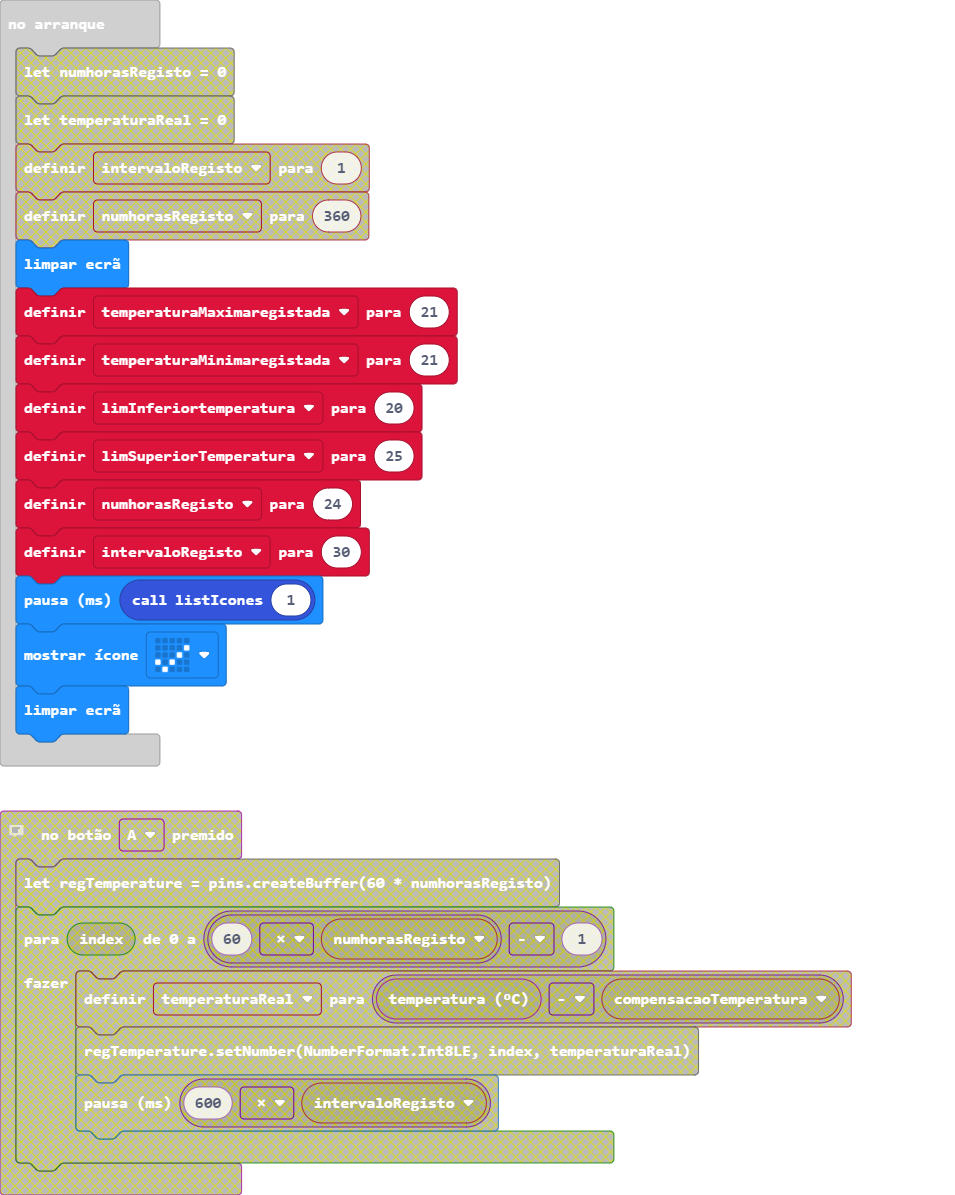 no arranque
let numhorasRegisto = 0
let temperaturaReal = 0
definir intervaloRegisto para 1
definir numhorasRegisto para 360
limpar ecrã
definir temperaturaMaximaregistada para 21
definir temperaturaMinimaregistada para 21
definir limInferiortemperatura para 20
definir limSuperiorTemperatura para 25
definir numhorasRegisto para 24
definir intervaloRegisto para 30
pausa (ms) call listIcones 1
mostrar ícone
limpar ecrã
no botão A premido
let regTemperature = pins.createBuffer(60 * numhorasRegisto)
para index de 0 a 60 × numhorasRegisto - 1
fazer
definir temperaturaReal para temperatura (ºC) - compensacaoTemperatura
regTemperature.setNumber(NumberFormat.Int8LE, index, temperaturaReal)
pausa (ms) 600 × intervaloRegisto